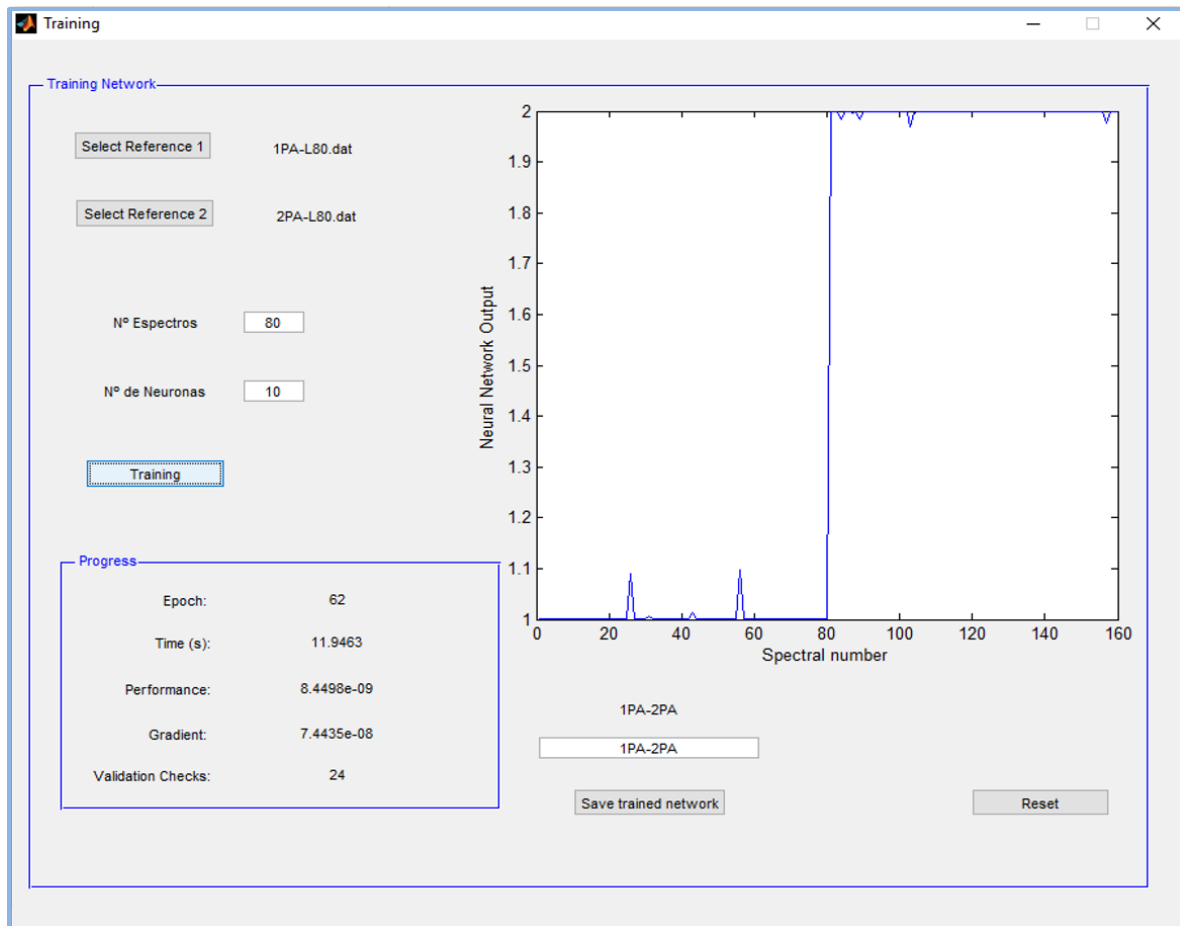 Training
Training Network
Select Reference 1
1PA-L80.dat
Select Reference 2
2PA-L80.dat
Nº Espectros
80
Nº de Neuronas
10
Training
Progress
Epoch:
62
Time (s):
11.9463
Performance:
8.4498e-09
Gradient:
7.4435e-08
Validation Checks:
24
2
1.9
1.8
1.7
1.6
1.5
1.4
1.3
1.2
1.1
1
Neural Network Output
0 20 40 60 80 100 120 140 160
Spectral number
1PA-2PA
1PA-2PA
Save trained network
Reset